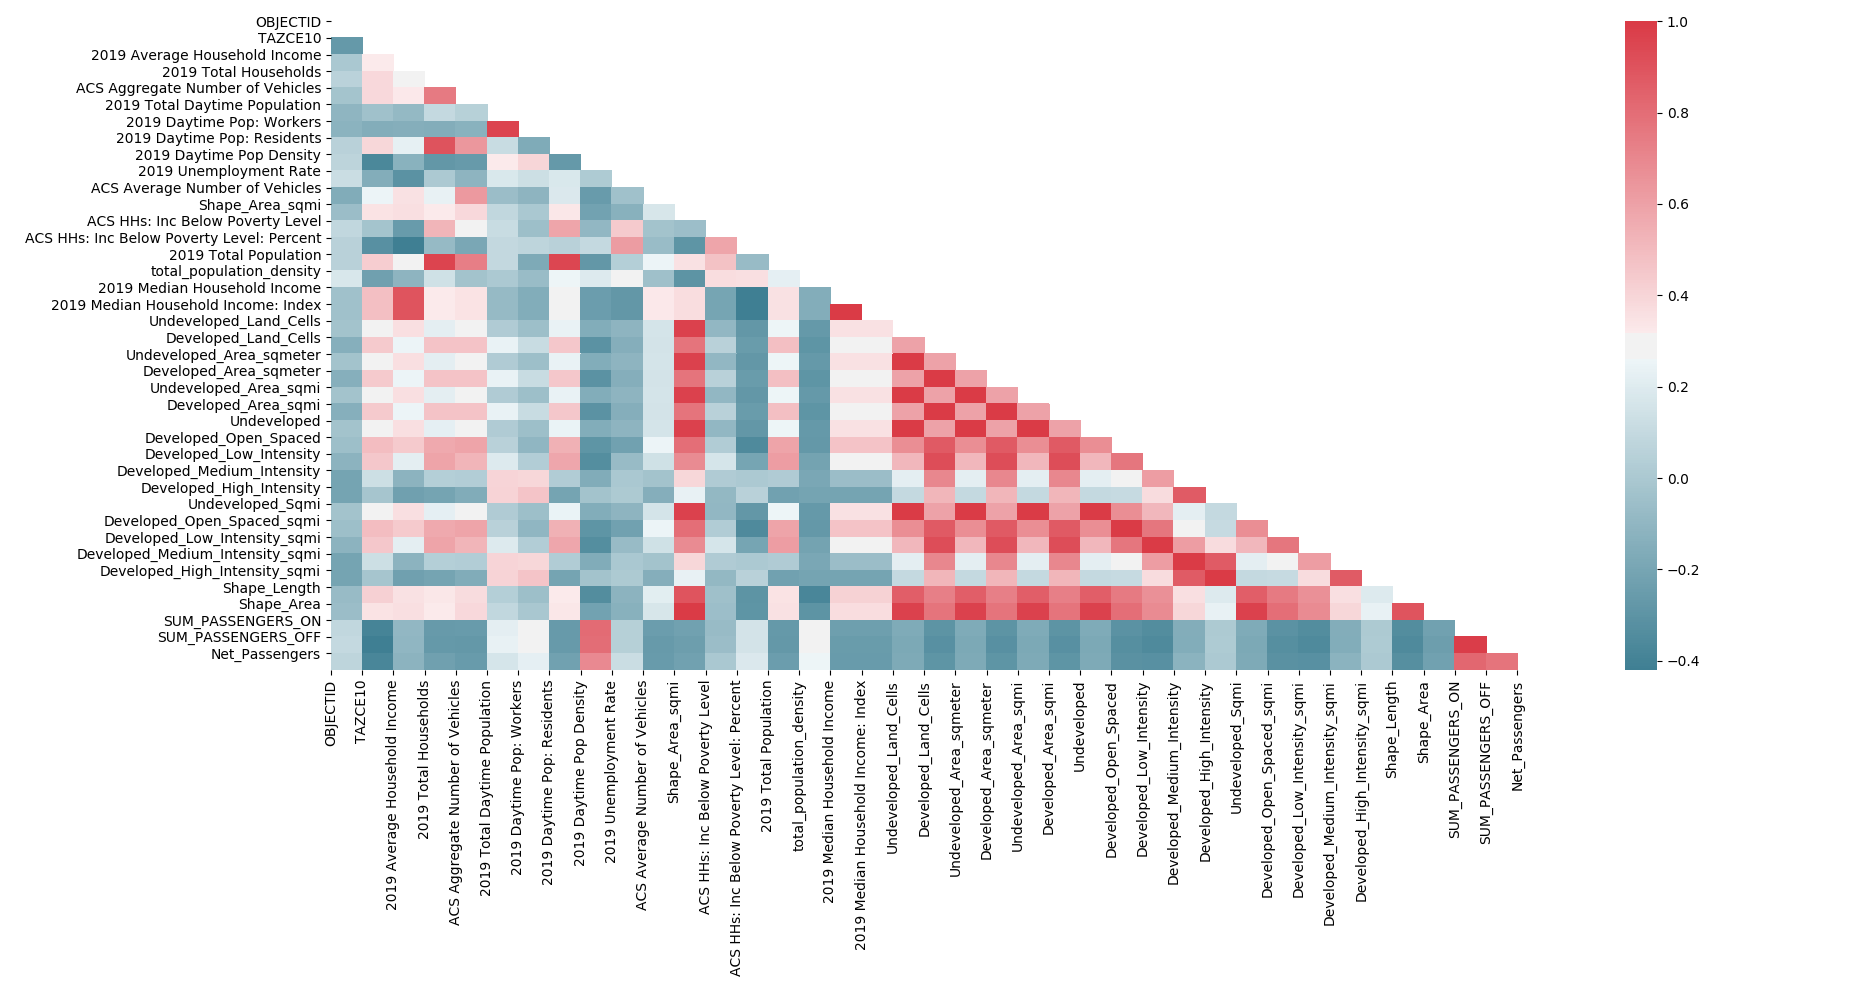 OBJECTID
TAZCE10
2019 Average Household Income
2019 Total Households
ACS Aggregate Number of Vehicles
2019 Total Daytime Population
2019 Daytime Pop: Workers
2019 Daytime Pop: Residents
2019 Daytime Pop Density
2019 Unemployment Rate
ACS Average Number of Vehicles
Shape_Area_sqmi
ACS HHs: Inc Below Poverty Level
ACS HHs: Inc Below Poverty Level: Percent
2019 Total Population
total_population_density
2019 Median Household Income
2019 Median Household Income: Index
Undeveloped_Land_Cells
Developed_Land_Cells
Undeveloped_Area_sqmeter
Developed_Area_sqmeter
Undeveloped_Area_sqmi
Developed_Area_sqmi
Undeveloped
Developed_Open_Spaced
Developed_Low_Intensity
Developed_Medium_Intensity
Developed_High_Intensity
Undeveloped_Sqmi
Developed_Open_Spaced_sqmi
Developed_Low_Intensity_sqmi
Developed_Medium_Intensity_sqmi
Developed_High_Intensity_sqmi
Shape_Length
Shape_Area
SUM_PASSENGERS_ON
SUM_PASSENGERS_OFF
Net_Passengers
OBJECTID
TAZCE10
2019 Average Household Income
2019 Total Households
ACS Aggregate Number of Vehicles
2019 Total Daytime Population
2019 Daytime Pop: Workers
2019 Daytime Pop: Residents
2019 Daytime Pop Density
2019 Unemployment Rate
ACS Average Number of Vehicles
Shape_Area_sqmi
ACS HHs: Inc Below Poverty Level
ACS HHs: Inc Below Poverty Level: Percent
2019 Total Population
total_population_density
2019 Median Household Income
2019 Median Household Income: Index
Undeveloped_Land_Cells
Developed_Land_Cells
Undeveloped_Area_sqmeter
Developed_Area_sqmeter
Undeveloped_Area_sqmi
Developed_Area_sqmi
Undeveloped
Developed_Open_Spaced
Developed_Low_Intensity
Developed_Medium_Intensity
Developed_High_Intensity
Undeveloped_Sqmi
Developed_Open_Spaced_sqmi
Developed_Low_Intensity_sqmi
Developed_Medium_Intensity_sqmi
Developed_High_Intensity_sqmi
Shape_Length
Shape_Area
SUM_PASSENGERS_ON
SUM_PASSENGERS_OFF
Net_Passengers
1.0
0.8
0.6
0.4
0.2
0.0
−0.2
−0.4